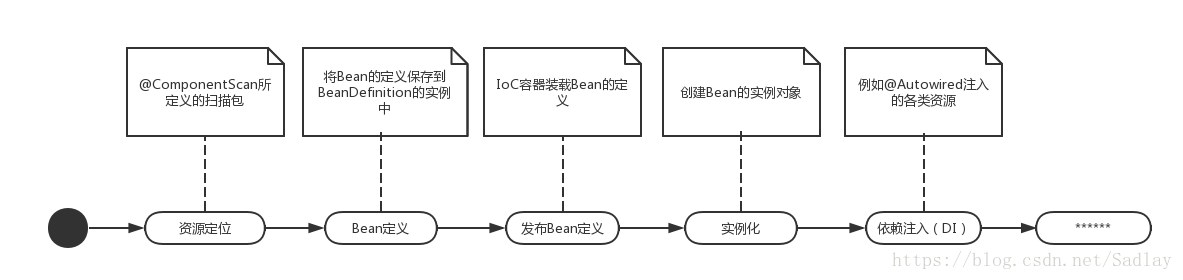 @ComponentScan所
定义的扫描包
将Bean的定义保存到
BeanDefinition的实例
中
IoC容器装载Bean的定
义
创建Bean的实例对象
例如@Autowired注入
的各类资源
资源定位
Bean定义
发布Bean定义
实例化
依赖注入（DI）
******
https://blog.csdn.net/Sadlay